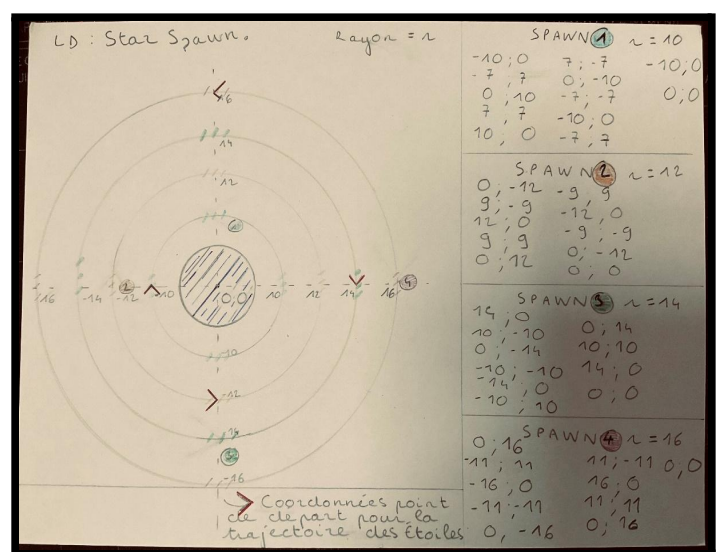 LD : Star Spawn.
Rayon = r
16
14
12
10
16 -14 -12 -10 0,0 10 12 14 16 4
2
-10
-12
-14
3
-16
> Coordonnées point
de départ pour la
trajectoire des Étoiles
SPAWN 1 r = 10
-10 ; 0 7 ; -7 -10 ; 0
-7 , 7 0 ; -10 0 ; 0
0 ; 10 -7 ; -7
7 , 7 -10 ; 0
10 ; 0 -7 ; 7
SPAWN 2 r = 12
0 ; -12 -9 , 9
9 ; -9 -12 , 0
12 ; 0 -9 ; -9
9 ; 9 0 ; -12
0 ; 12 0 ; 0
SPAWN 3 r = 14
14 ; 0
10 ; -10 0 ; 14
0 ; -14 10 ; 10
-10 ; -10 14 ; 0
-14 ; 0 0 ; 0
-10 ; 10
SPAWN 4 r = 16
0 ; 16
-11 ; 11 11 ; -11 0 ; 0
-16 ; 0 16 ; 0
-11 ; -11 11 ; 11
0 , -16 0 ; 16